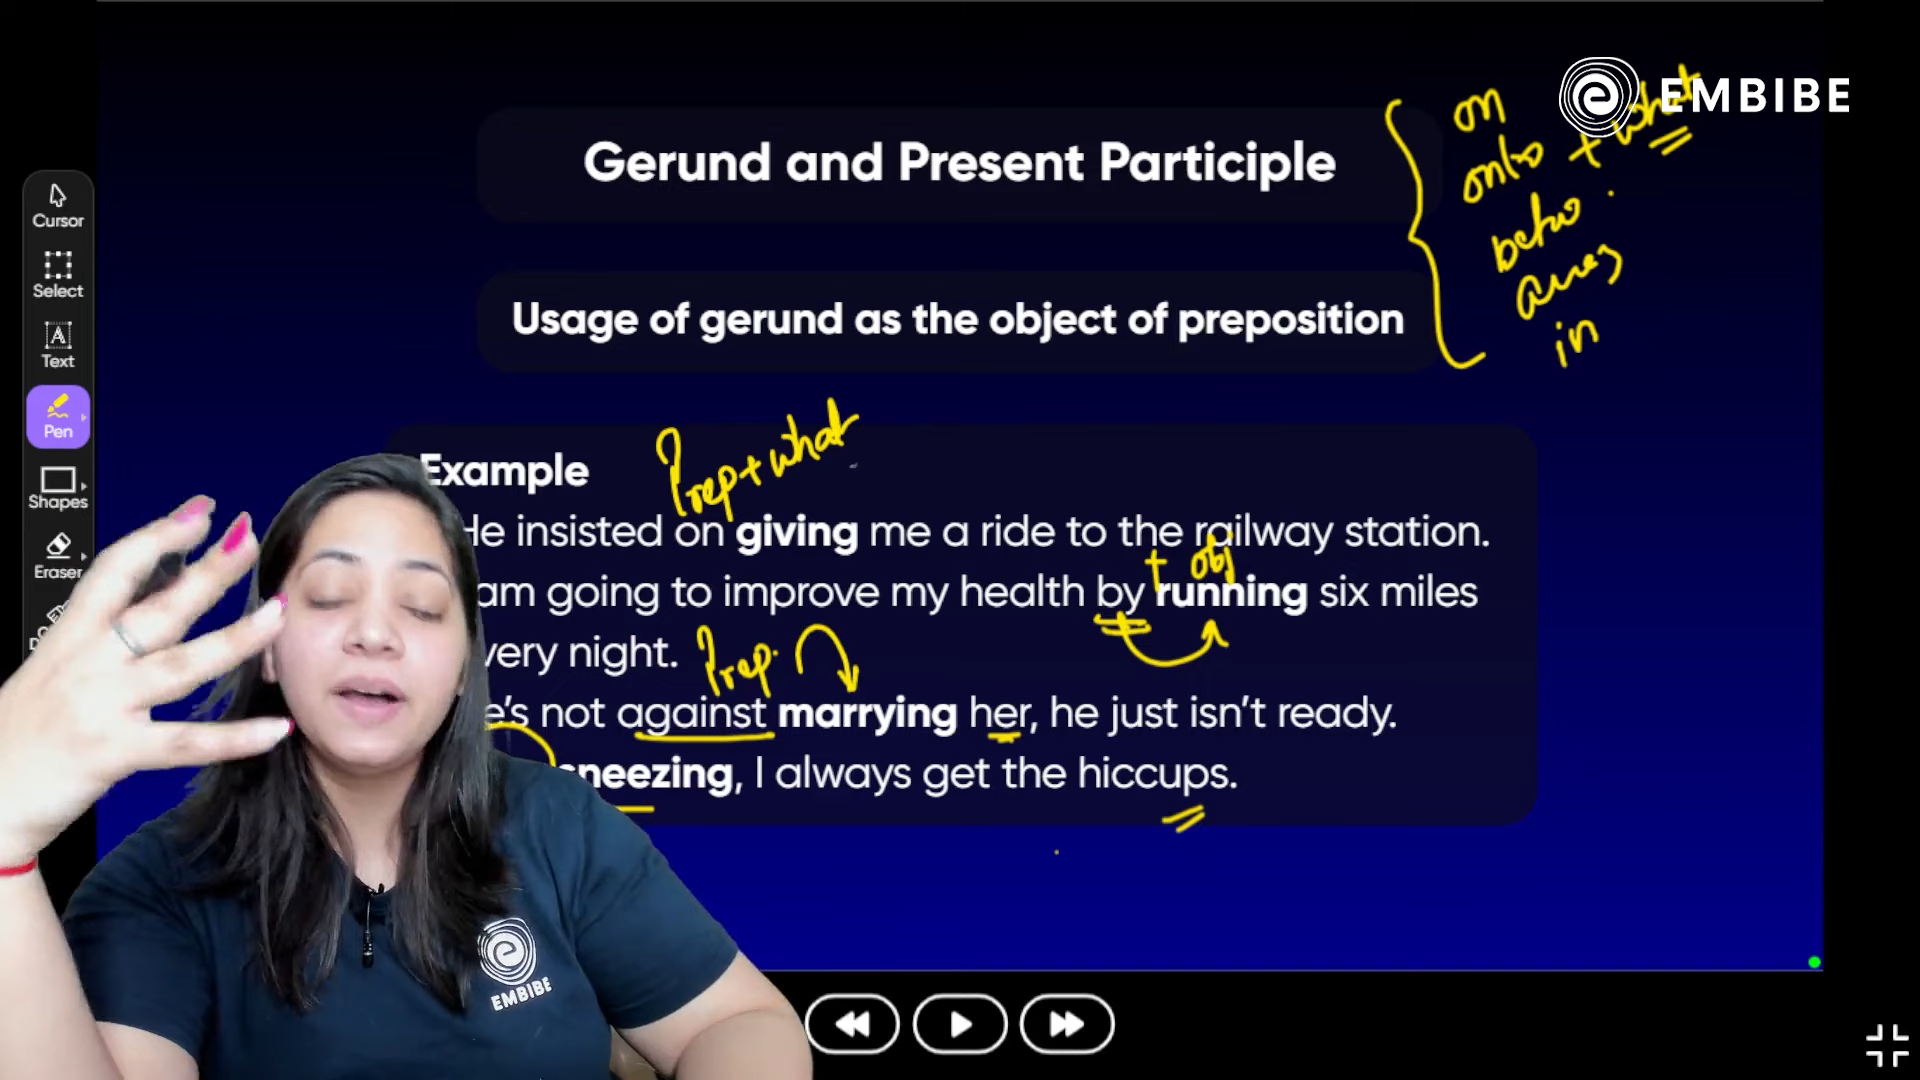 EMBIBE
Gerund and Present Participle
on
onto + what
in
Usage of gerund as the object of preposition
Cursor
Select
A
Text
Pen
Shapes
Eraser
Prep + what
Example
He insisted on giving me a ride to the railway station.
+ obj
am going to improve my health by running six miles
very night.
Prep.
e's not against marrying her, he just isn't ready.
sneezing, I always get the hiccups.
EMBIBE